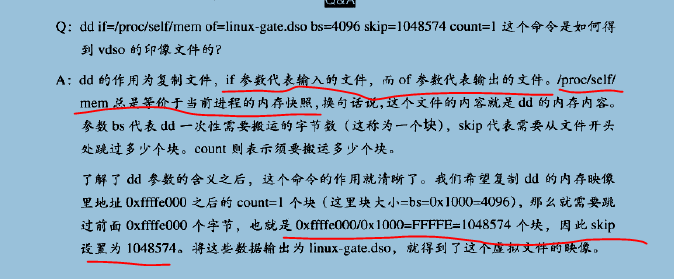 Q&A
Q: dd if=/proc/self/mem of=linux-gate.dso bs=4096 skip=1048574 count=1 这个命令是如何得
到 vdso 的印像文件的?
A: dd 的作用为复制文件, if 参数代表输入的文件, 而 of 参数代表输出的文件。/proc/self/
mem 总是等价于当前进程的内存快照, 换句话说, 这个文件的内容就是 dd 的内存内容。
参数 bs 代表 dd 一次性需要搬运的字节数 (这称为一个块), skip 代表需要从文件开头
处跳过多少个块。count 则表示须要搬运多少个块。
了解了 dd 参数的含义之后, 这个命令的作用就清晰了。我们希望复制 dd 的内存映像
里地址 0xffffe000 之后的 count=1 个块 (这里块大小=bs=0x1000=4096), 那么就需要跳
过前面 0xffffe000 个字节, 也就是 0xffffe000/0x1000=FFFFE=1048574 个块, 因此 skip
设置为 1048574。将这些数据输出为 linux-gate.dso, 就得到了这个虚拟文件的映像。